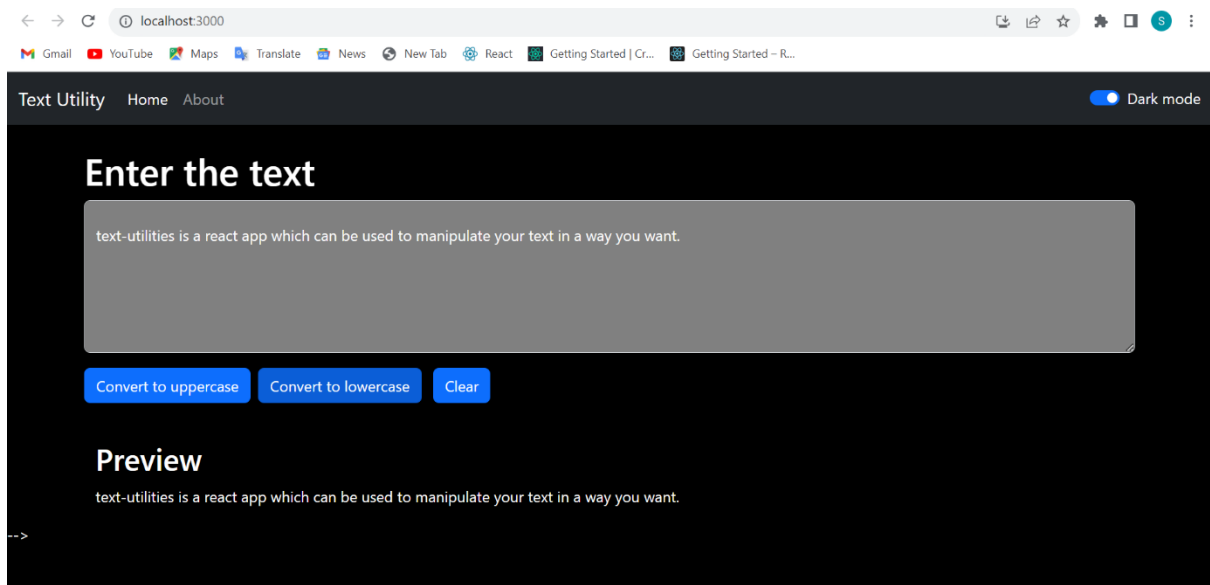 localhost:3000
S
Gmail YouTube Maps Translate News New Tab React Getting Started | Cr... Getting Started – R...
Text Utility Home About Dark mode
Enter the text
text-utilities is a react app which can be used to manipulate your text in a way you want.
Convert to uppercase Convert to lowercase Clear
Preview
text-utilities is a react app which can be used to manipulate your text in a way you want.
-->